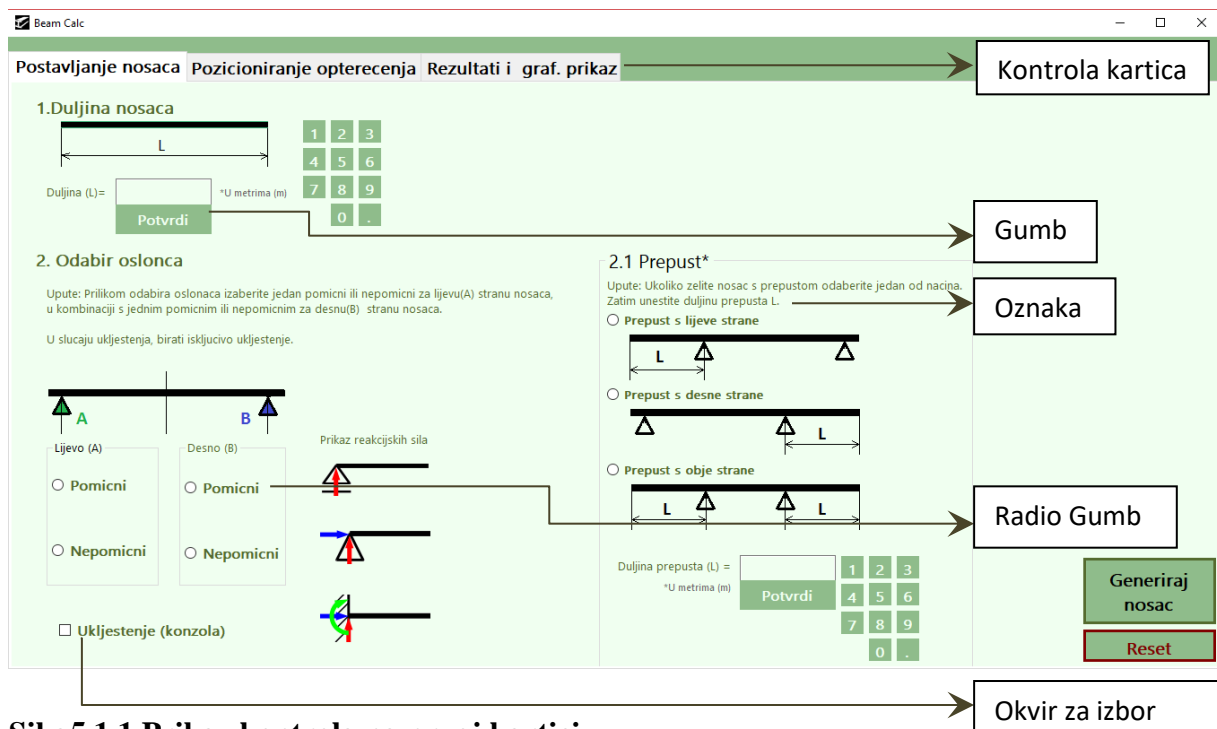 Beam Calc
Postavljanje nosaca Pozicioniranje opterecenja Rezultati i graf. prikaz
Kontrola kartica
1.Duljina nosaca
L
1 2 3
4 5 6
7 8 9
0 .
Duljina (L)=
*U metrima (m)
Potvrdi
Gumb
2. Odabir oslonca
Upute: Prilikom odabira oslonaca izaberite jedan pomicni ili nepomicni za lijevu(A) stranu nosaca,
u kombinaciji s jednim pomicnim ili nepomicnim za desnu(B) stranu nosaca.
U slucaju ukljestenja, birati iskljucivo ukljestenje.
A
B
Lijevo (A)
Pomicni
Nepomicni
Desno (B)
Pomicni
Nepomicni
Prikaz reakcijskih sila
Ukljestenje (konzola)
2.1 Prepust*
Upute: Ukoliko zelite nosac s prepustom odaberite jedan od nacina.
Zatim unestite duljinu prepusta L.
Oznaka
Prepust s lijeve strane
L
Prepust s desne strane
L
Prepust s obje strane
L L
Radio Gumb
Duljina prepusta (L) =
*U metrima (m)
Potvrdi
1 2 3
4 5 6
7 8 9
0 .
Generiraj
nosac
Reset
Okvir za izbor